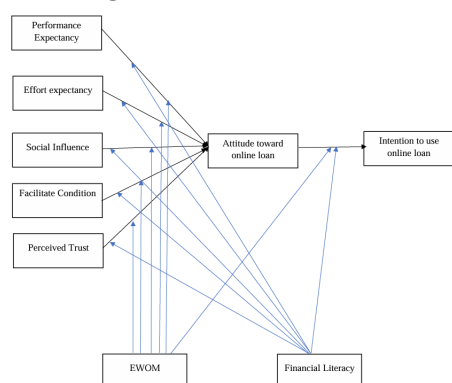 Performance
Expectancy
Effort expectancy
Social Influence
Attitude toward
online loan
Intention to use
online loan
Facilitate Condition
Perceived Trust
EWOM
Financial Literacy